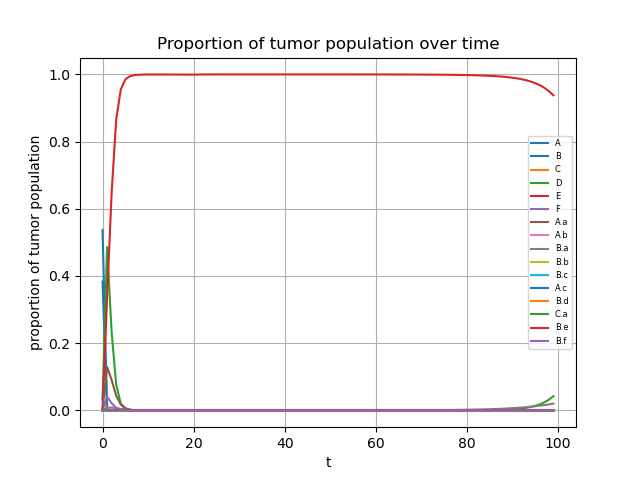 Proportion of tumor population over time
proportion of tumor population
1.0
0.8
0.6
0.4
0.2
0.0
0
20
40
60
80
100
t
A
B
C
D
E
F
A.a
A.b
B.a
B.b
B.c
A.c
B.d
C.a
B.e
B.f